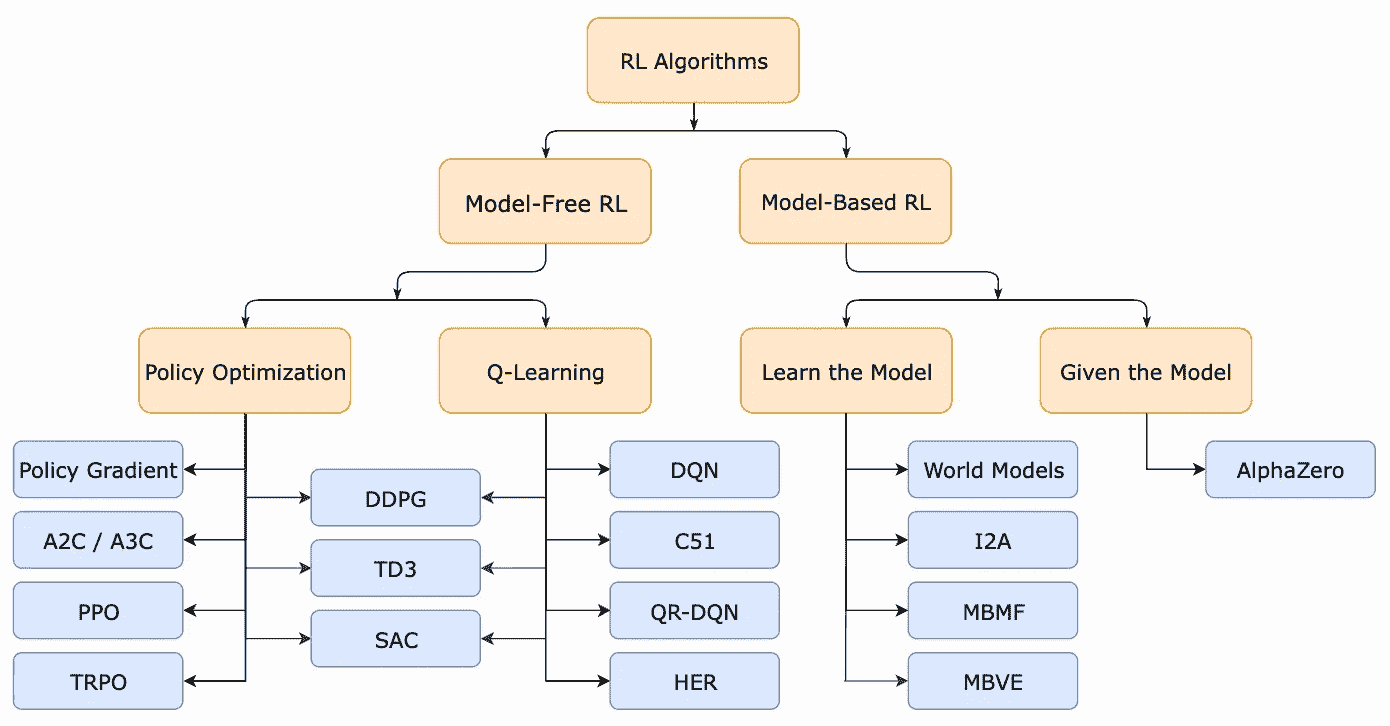 RL Algorithms
Model-Free RL
Model-Based RL
Policy Optimization
Q-Learning
Learn the Model
Given the Model
Policy Gradient
DDPG
DQN
World Models
AlphaZero
A2C / A3C
TD3
C51
I2A
PPO
SAC
QR-DQN
MBMF
TRPO
HER
MBVE